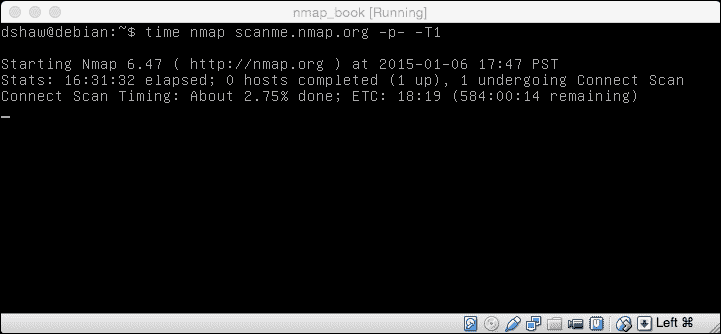 nmap_book [Running]
dshaw@debian:~$ time nmap scanme.nmap.org -p- -T1
Starting Nmap 6.47 ( http://nmap.org ) at 2015-01-06 17:47 PST
Stats: 16:31:32 elapsed; 0 hosts completed (1 up), 1 undergoing Connect Scan
Connect Scan Timing: About 2.75% done; ETC: 18:19 (584:00:14 remaining)
Left ⌘